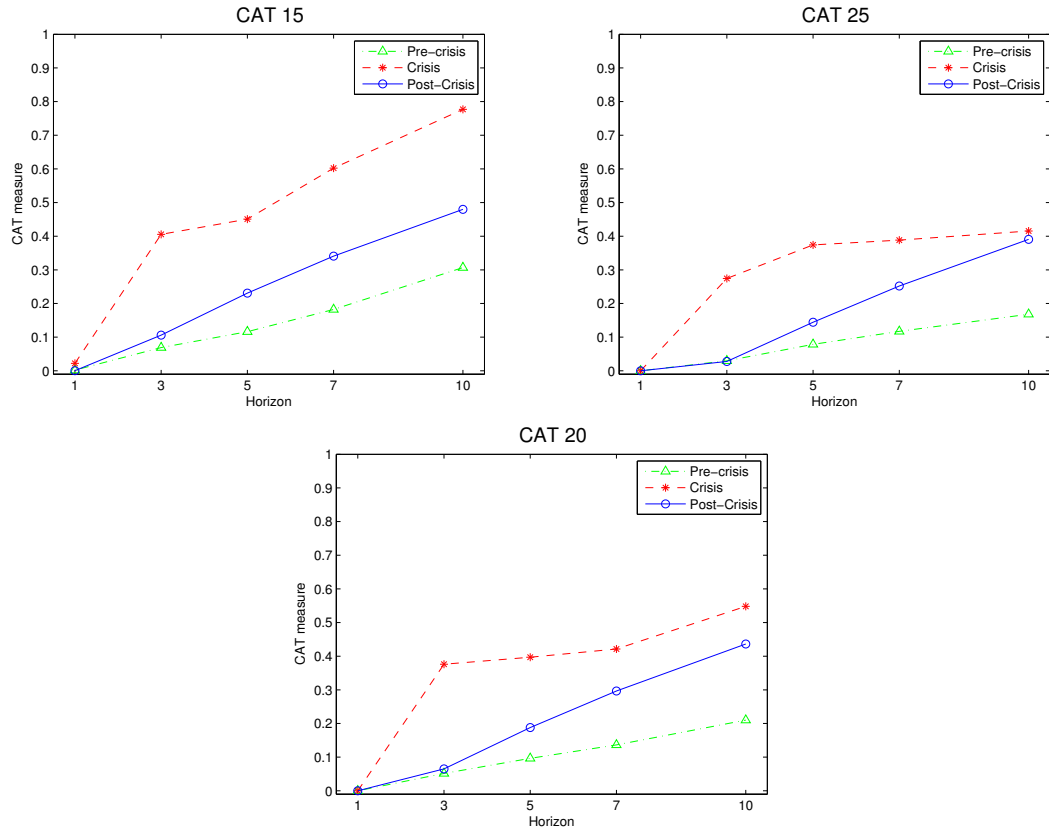 CAT 15
1
0.9
0.8
0.7
0.6
0.5
0.4
0.3
0.2
0.1
0
CAT measure
Pre−crisis
Crisis
Post−Crisis
1 3 5 7 10
Horizon
CAT 25
1
0.9
0.8
0.7
0.6
0.5
0.4
0.3
0.2
0.1
0
CAT measure
Pre−crisis
Crisis
Post−Crisis
1 3 5 7 10
Horizon
CAT 20
1
0.9
0.8
0.7
0.6
0.5
0.4
0.3
0.2
0.1
0
CAT measure
Pre−crisis
Crisis
Post−Crisis
1 3 5 7 10
Horizon